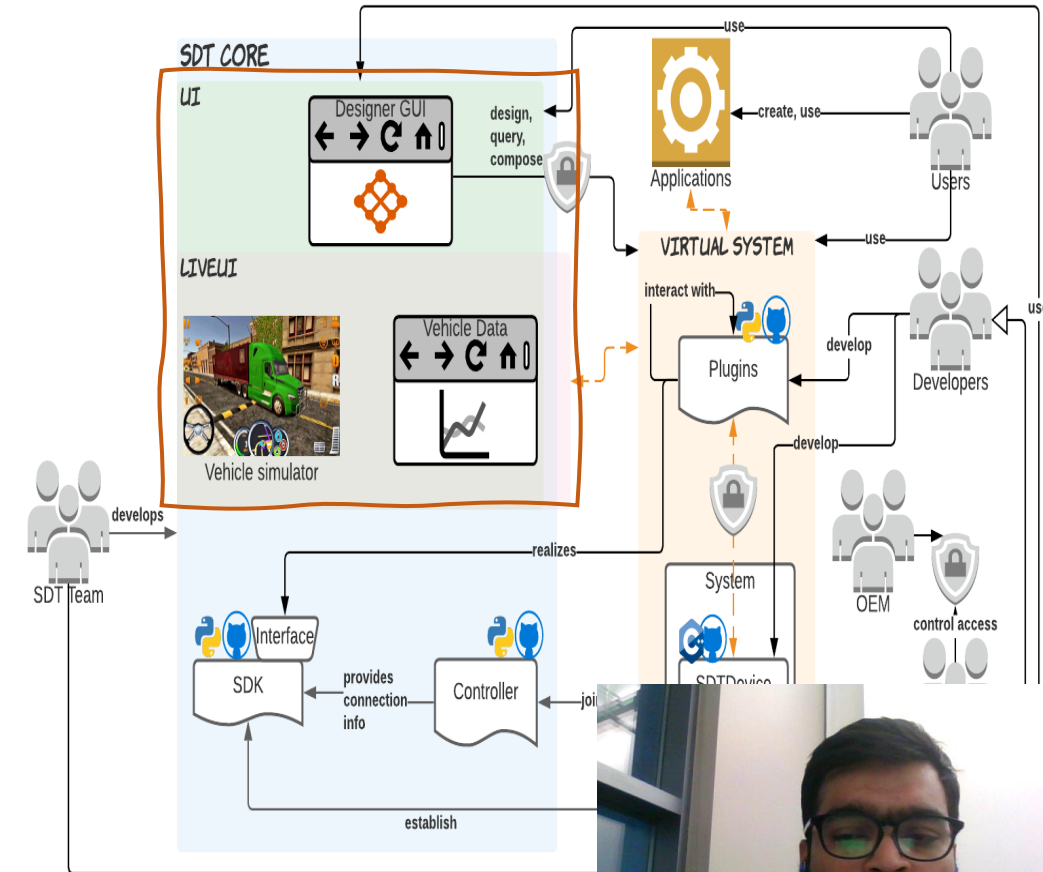 use
SDT CORE
UI
Designer GUI
design,
query,
compose
create, use
Applications
Users
use
VIRTUAL SYSTEM
LIVEUI
interact with
use
Vehicle Data
develop
Plugins
Developers
develop
Vehicle simulator
develops
SDT Team
realizes
System
OEM
control access
Interface
SDK
provides
connection
info
Controller
SDTDevice
establish